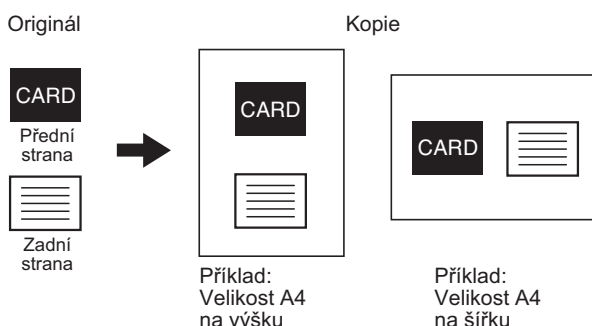 Originál
Kopie
CARD
Přední
strana
Zadní
strana
CARD
Příklad:
Velikost A4
na výšku
CARD
Příklad:
Velikost A4
na šířku